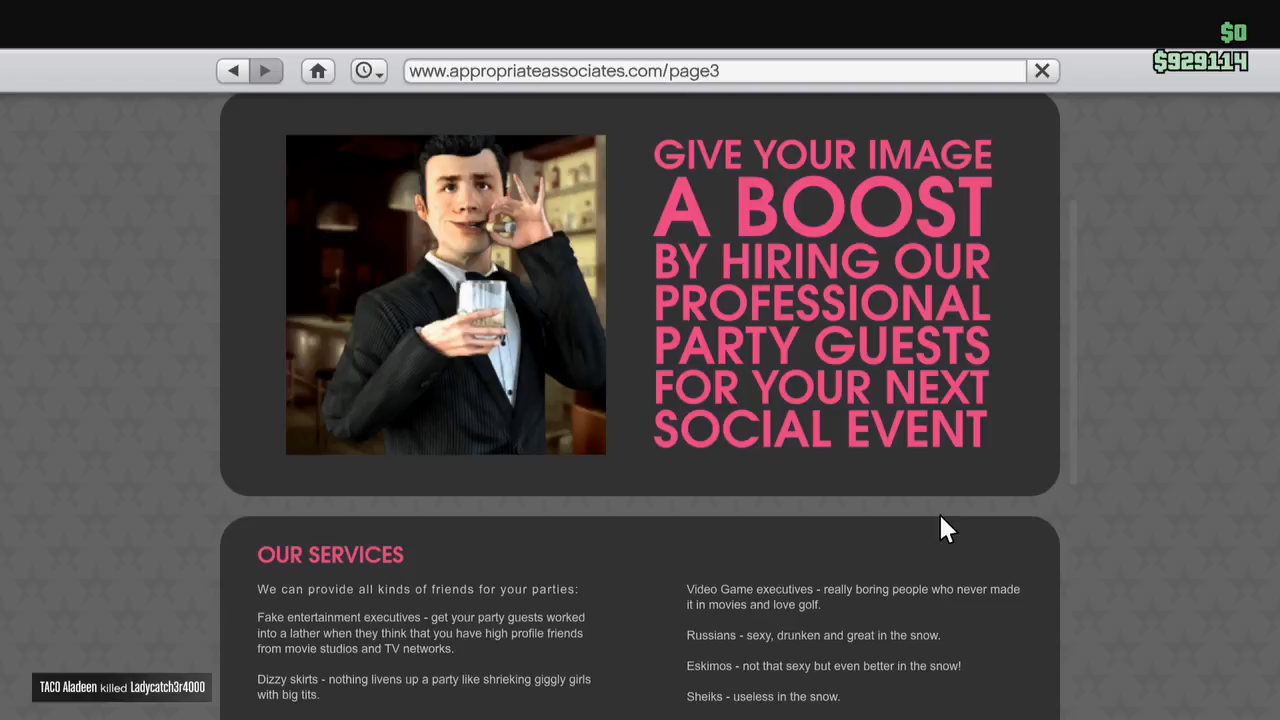 $0
$929114
www.appropriateassociates.com/page3
GIVE YOUR IMAGE
A BOOST
BY HIRING OUR
PROFESSIONAL
PARTY GUESTS
FOR YOUR NEXT
SOCIAL EVENT
OUR SERVICES
We can provide all kinds of friends for your parties:
Fake entertainment executives - get your party guests worked
into a lather when they think that you have high profile friends
from movie studios and TV networks.
Dizzy skirts - nothing livens up a party like shrieking giggly girls
with big tits.
Video Game executives - really boring people who never made
it in movies and love golf.
Russians - sexy, drunken and great in the snow.
Eskimos - not that sexy but even better in the snow!
Sheiks - useless in the snow.
TACO Aladeen killed Ladycatch3r4000